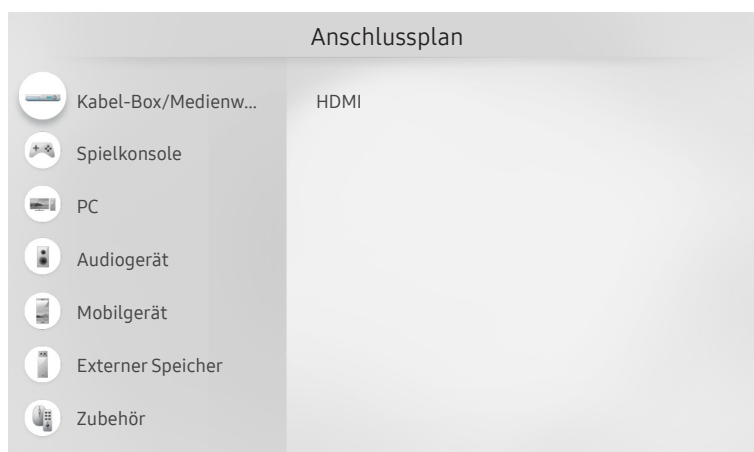 Anschlussplan
Kabel-Box/Medienw...
HDMI
Spielkonsole
PC
Audiogerät
Mobilgerät
Externer Speicher
Zubehör